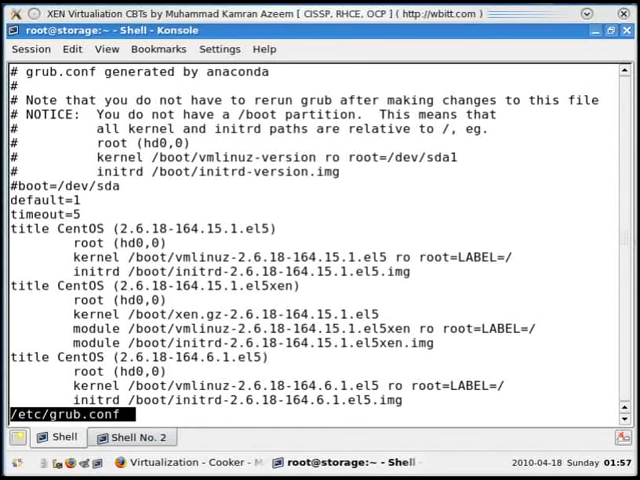 XEN Virtualiation CBTs by Muhammad Kamran Azeem [ CISSP, RHCE, OCP ] ( http://wbitt.com )
root@storage:~ - Shell - Konsole
Session Edit View Bookmarks Settings Help
# grub.conf generated by anaconda
#
# Note that you do not have to rerun grub after making changes to this file
# NOTICE:  You do not have a /boot partition.  This means that
#          all kernel and initrd paths are relative to /, eg.
#          root (hd0,0)
#          kernel /boot/vmlinuz-version ro root=/dev/sda1
#          initrd /boot/initrd-version.img
#boot=/dev/sda
default=1
timeout=5
title CentOS (2.6.18-164.15.1.el5)
        root (hd0,0)
        kernel /boot/vmlinuz-2.6.18-164.15.1.el5 ro root=LABEL=/
        initrd /boot/initrd-2.6.18-164.15.1.el5.img
title CentOS (2.6.18-164.15.1.el5xen)
        root (hd0,0)
        kernel /boot/xen.gz-2.6.18-164.15.1.el5
        module /boot/vmlinuz-2.6.18-164.15.1.el5xen ro root=LABEL=/
        module /boot/initrd-2.6.18-164.15.1.el5xen.img
title CentOS (2.6.18-164.6.1.el5)
        root (hd0,0)
        kernel /boot/vmlinuz-2.6.18-164.6.1.el5 ro root=LABEL=/
        initrd /boot/initrd-2.6.18-164.6.1.el5.img
/etc/grub.conf
Shell Shell No. 2
Virtualization - Cooker - root@storage:~ - Shell - 2010-04-18 Sunday 01:57